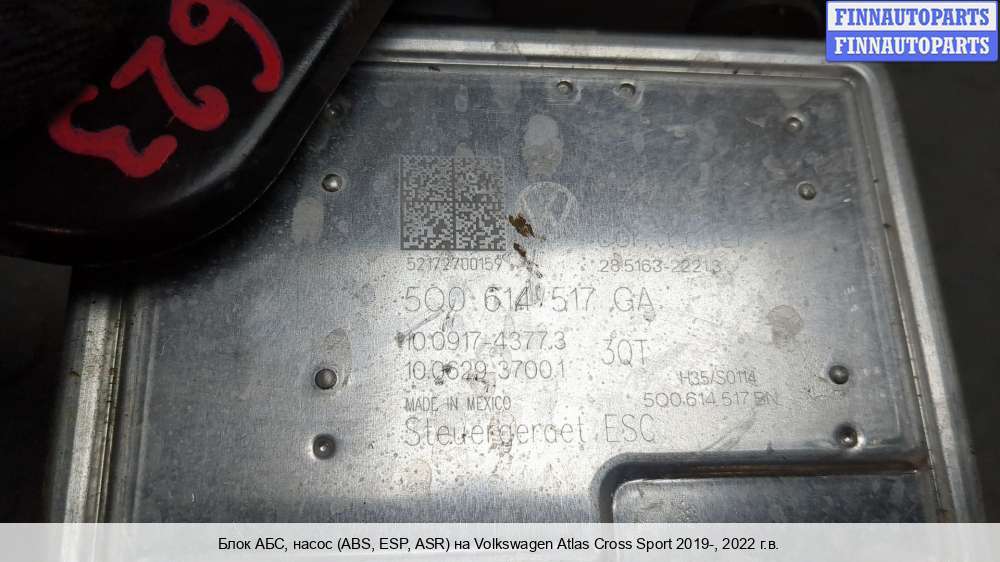 FINNAUTOPARTS
FINNAUTOPARTS
623
52172700159
28.5163-2221.3
5Q0 614 517 GA
10.0917-4377.3
3QT
10.0629-3700.1
H35/S0114
MADE IN MEXICO
5Q0.614.517 BN
Steuergeraet ESC
Блок АБС, насос (ABS, ESP, ASR) на Volkswagen Atlas Cross Sport 2019-, 2022 г.в.